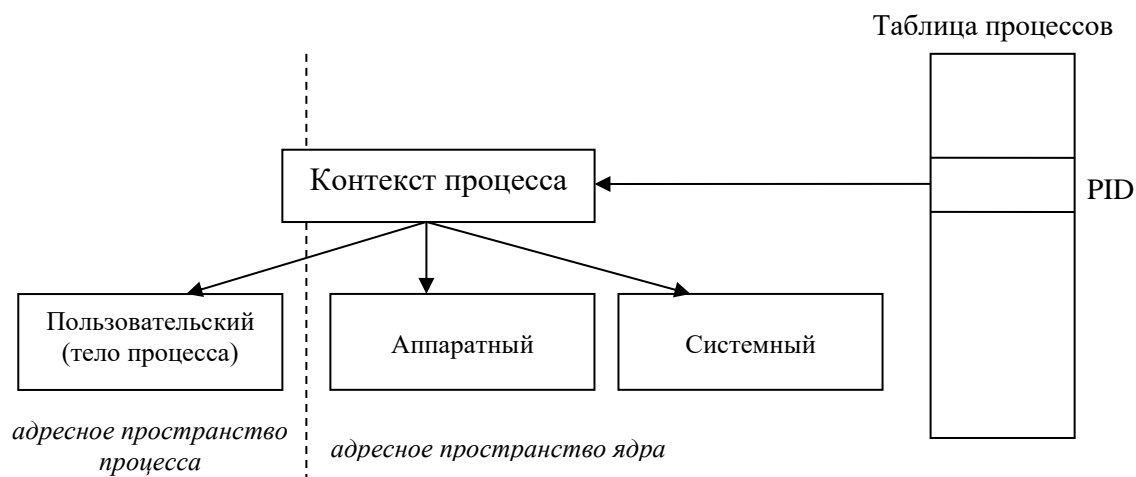 Таблица процессов
Контекст процесса
PID
Пользовательский
(тело процесса)
Аппаратный
Системный
адресное пространство
процесса
адресное пространство ядра